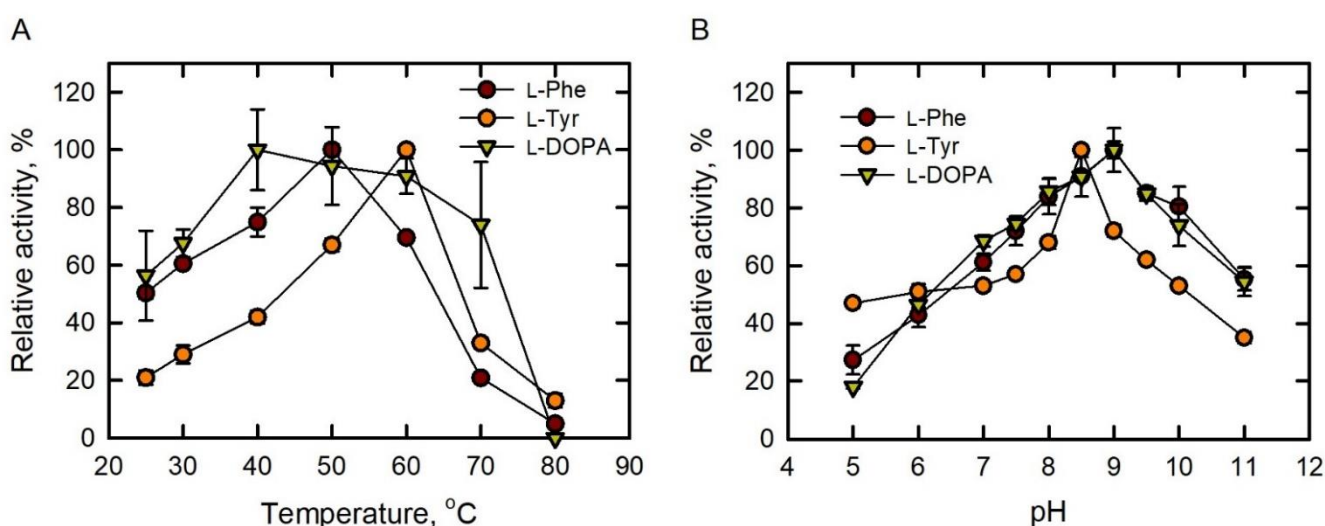 A
Relative activity, %
120
100
80
60
40
20
0
L-Phe
L-Tyr
L-DOPA
20 30 40 50 60 70 80 90
Temperature, °C
B
Relative activity, %
120
100
80
60
40
20
0
L-Phe
L-Tyr
L-DOPA
4 5 6 7 8 9 10 11 12
pH